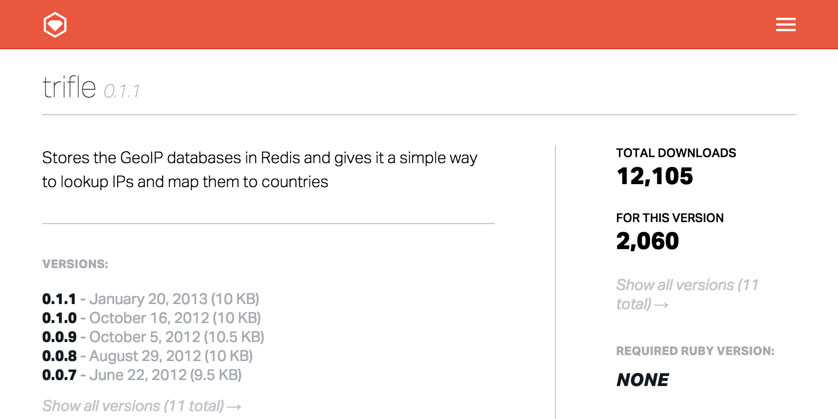 trifle 0.1.1
Stores the GeoIP databases in Redis and gives it a simple way
to lookup IPs and map them to countries
VERSIONS:
0.1.1 - January 20, 2013 (10 KB)
0.1.0 - October 16, 2012 (10 KB)
0.0.9 - October 5, 2012 (10.5 KB)
0.0.8 - August 29, 2012 (10 KB)
0.0.7 - June 22, 2012 (9.5 KB)
Show all versions (11 total) →
TOTAL DOWNLOADS
12,105
FOR THIS VERSION
2,060
Show all versions (11
total) →
REQUIRED RUBY VERSION:
NONE